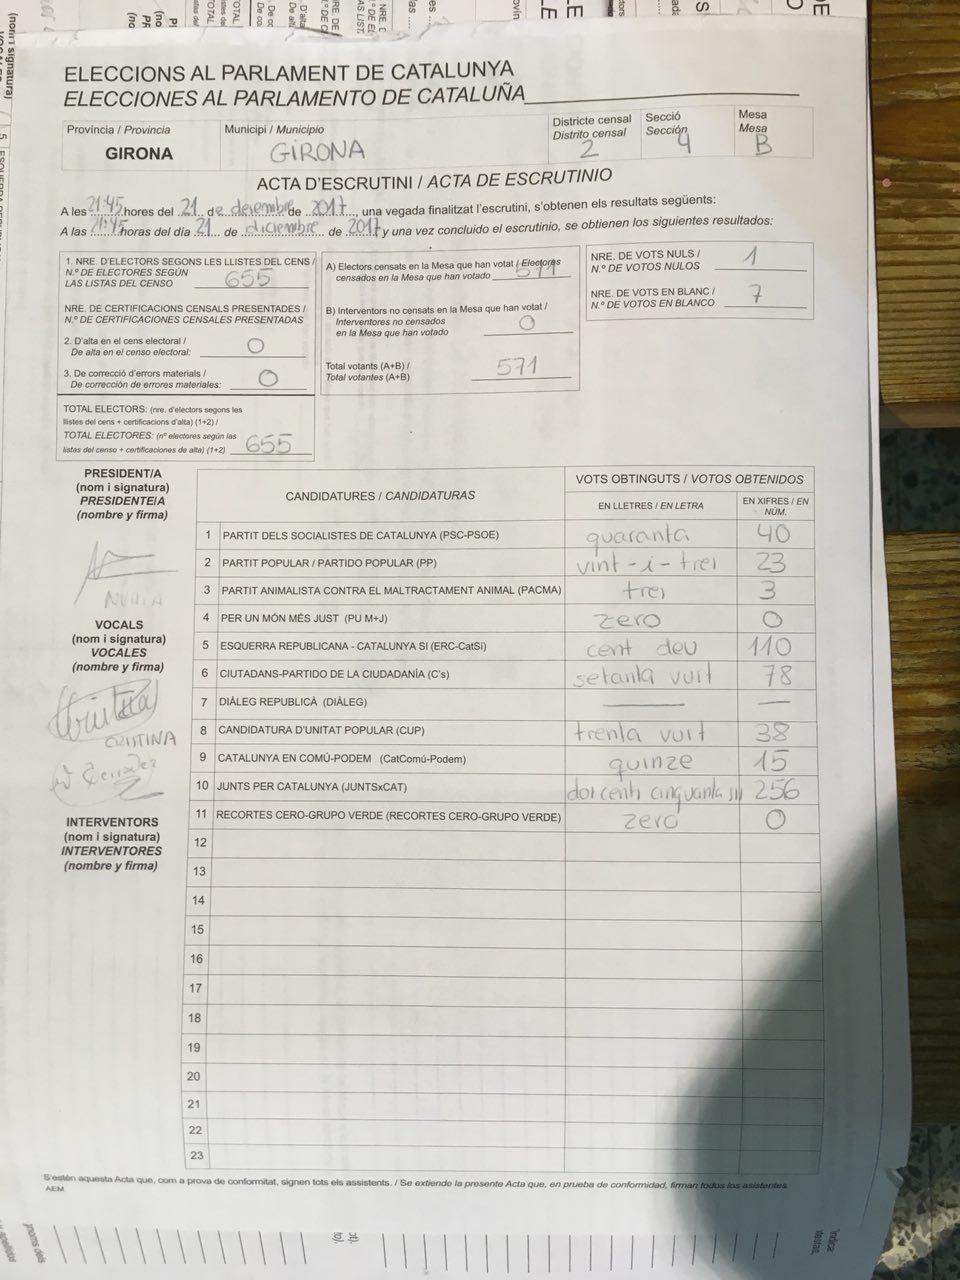 ELECCIONS AL PARLAMENT DE CATALUNYA
ELECCIONES AL PARLAMENTO DE CATALUÑA
Província / Provincia
GIRONA
Municipi / Municipio
GIRONA
Districte censal
Distrito censal
2
Secció
Sección
4
Mesa
Mesa
B
ACTA D'ESCRUTINI / ACTA DE ESCRUTINIO
A les 21:45 hores del 21 de desembre de 2017, una vegada finalitzat l'escrutini, s'obtenen els resultats següents:
A las 21:45 horas del día 21 de diciembre de 2017 y una vez concluido el escrutinio, se obtienen los siguientes resultados:
1. NRE. D'ELECTORS SEGONS LES LLISTES DEL CENS /
N.º DE ELECTORES SEGÚN
LAS LISTAS DEL CENSO 655
NRE. DE CERTIFICACIONS CENSALS PRESENTADES /
N.º DE CERTIFICACIONES CENSALES PRESENTADAS
2. D'alta en el cens electoral /
De alta en el censo electoral: 0
3. De correcció d'errors materials /
De corrección de errores materiales: 0
TOTAL ELECTORS: (nre. d'electors segons les
llistes del cens + certificacions d'alta) (1+2) /
TOTAL ELECTORES: (nº electores según las
listas del censo + certificaciones de alta) (1+2) 655
A) Electors censats en la Mesa que han votat / Electores
censados en la Mesa que han votado 571
B) Interventors no censats en la Mesa que han votat /
Interventores no censados
en la Mesa que han votado 0
Total votants (A+B) /
Total votantes (A+B) 571
NRE. DE VOTS NULS /
N.º DE VOTOS NULOS 1
NRE. DE VOTS EN BLANC /
N.º DE VOTOS EN BLANCO 7
PRESIDENT/A
(nom i signatura)
PRESIDENTE/A
(nombre y firma)
NURIA
VOCALS
(nom i signatura)
VOCALES
(nombre y firma)
CRISTINA
INTERVENTORS
(nom i signatura)
INTERVENTORES
(nombre y firma)
CANDIDATURES / CANDIDATURAS
VOTS OBTINGUTS / VOTOS OBTENIDOS
EN LLETRES / EN LETRA
EN XIFRES / EN NÚM.
1 PARTIT DELS SOCIALISTES DE CATALUNYA (PSC-PSOE) quaranta 40
2 PARTIT POPULAR / PARTIDO POPULAR (PP) vint-i-tres 23
3 PARTIT ANIMALISTA CONTRA EL MALTRACTAMENT ANIMAL (PACMA) tres 3
4 PER UN MÓN MÉS JUST (PU M+J) zero 0
5 ESQUERRA REPUBLICANA - CATALUNYA SI (ERC-CatSí) cent deu 110
6 CIUTADANS-PARTIDO DE LA CIUDADANÍA (C's) setanta vuit 78
7 DIÀLEG REPUBLICÀ (DIÀLEG) — —
8 CANDIDATURA D'UNITAT POPULAR (CUP) trenta vuit 38
9 CATALUNYA EN COMÚ-PODEM (CatComú-Podem) quinze 15
10 JUNTS PER CATALUNYA (JUNTSxCAT) dos cents cinquanta sis 256
11 RECORTES CERO-GRUPO VERDE (RECORTES CERO-GRUPO VERDE) zero 0
12
13
14
15
16
17
18
19
20
21
22
23
S'estén aquesta Acta que, com a prova de conformitat, signen tots els assistents. / Se extiende la presente Acta que, en prueba de conformidad, firman todos los asistentes.
AEM